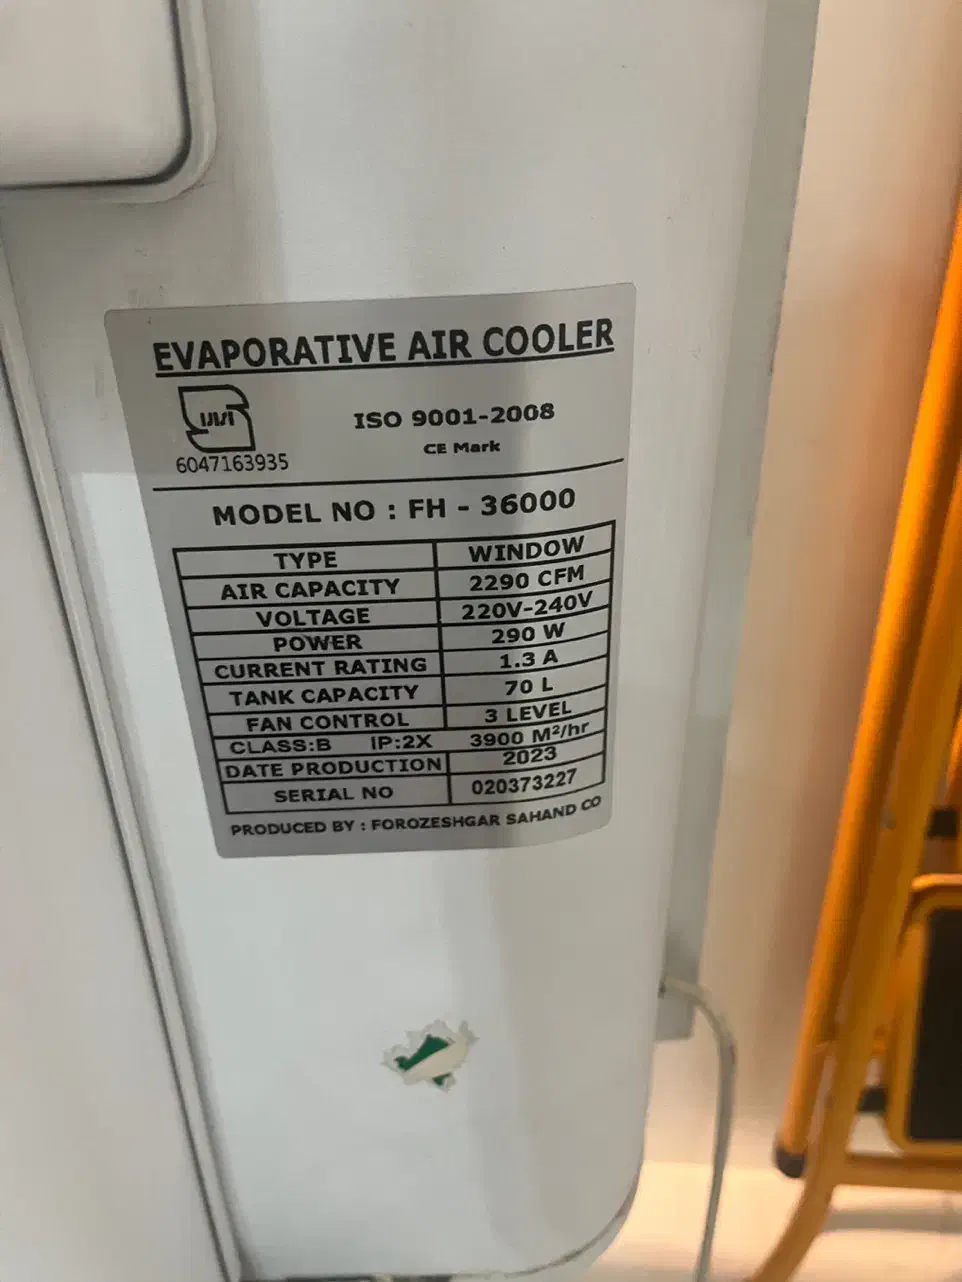 EVAPORATIVE AIR COOLER
ISO 9001-2008
CE Mark
6047163935
MODEL NO : FH - 36000
TYPE WINDOW
AIR CAPACITY 2290 CFM
VOLTAGE 220V-240V
POWER 290 W
CURRENT RATING 1.3 A
TANK CAPACITY 70 L
FAN CONTROL 3 LEVEL
CLASS:B IP:2X 3900 M²/hr
DATE PRODUCTION 2023
SERIAL NO 020373227
PRODUCED BY : FOROZESHGAR SAHAND CO